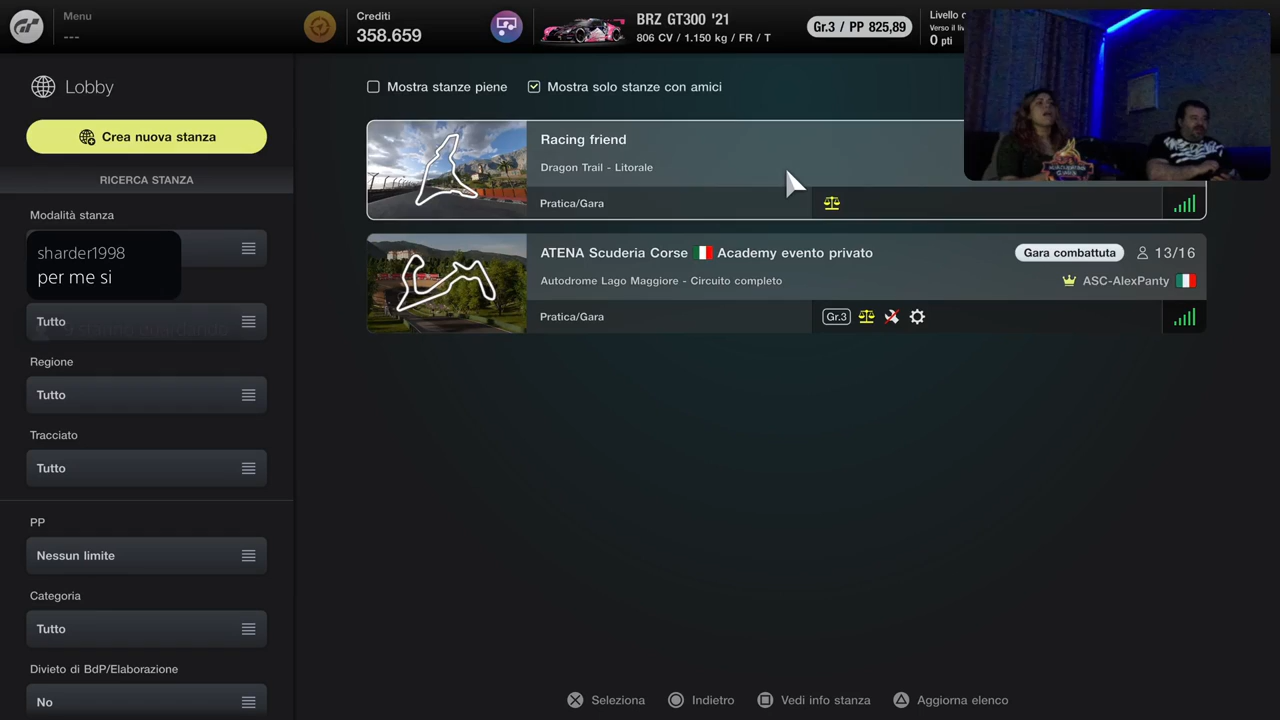 Menu
---
Crediti
358.659
BRZ GT300 '21
806 CV / 1.150 kg / FR / T
Gr.3 / PP 825,89
Livello
Verso il
0 pti
Lobby
Crea nuova stanza
RICERCA STANZA
Modalità stanza
sharder1998
per me si
Tutto
Regione
Tutto
Tracciato
Tutto
PP
Nessun limite
Categoria
Tutto
Divieto di BdP/Elaborazione
No
Mostra stanze piene
Mostra solo stanze con amici
Racing friend
Dragon Trail - Litorale
Pratica/Gara
ATENA Scuderia Corse 🇮🇹 Academy evento privato
Gara combattuta
13/16
Autodrome Lago Maggiore - Circuito completo
ASC-AlexPanty
Pratica/Gara
Gr.3
Seleziona
Indietro
Vedi info stanza
Aggiorna elenco